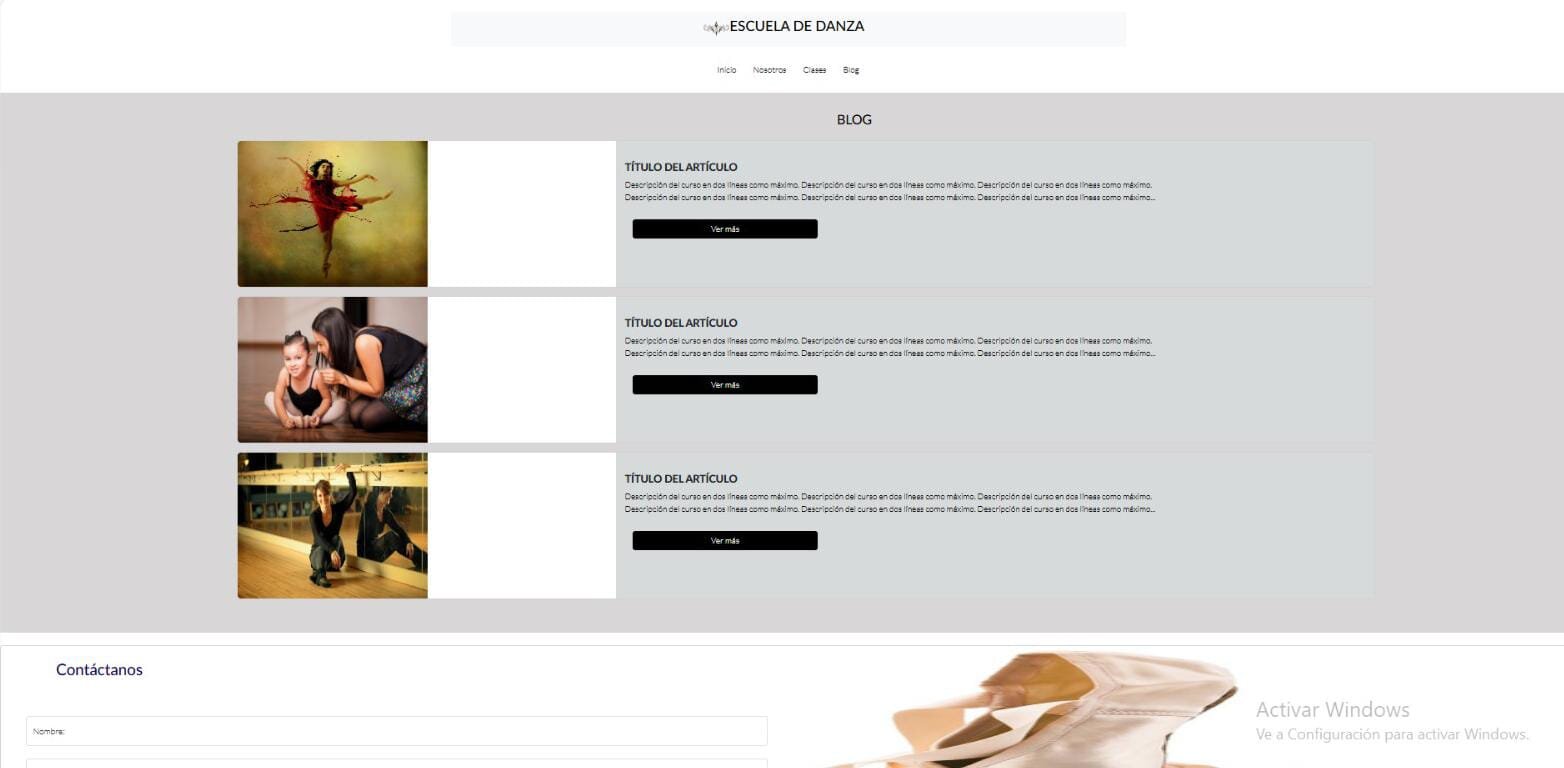 ESCUELA DE DANZA
Inicio Nosotros Clases Blog
BLOG
TÍTULO DEL ARTÍCULO
Descripción del curso en dos líneas como máximo. Descripción del curso en dos líneas como máximo. Descripción del curso en dos líneas como máximo.
Descripción del curso en dos líneas como máximo. Descripción del curso en dos líneas como máximo. Descripción del curso en dos líneas como máximo...
Ver más
TÍTULO DEL ARTÍCULO
Descripción del curso en dos líneas como máximo. Descripción del curso en dos líneas como máximo. Descripción del curso en dos líneas como máximo.
Descripción del curso en dos líneas como máximo. Descripción del curso en dos líneas como máximo. Descripción del curso en dos líneas como máximo...
Ver más
TÍTULO DEL ARTÍCULO
Descripción del curso en dos líneas como máximo. Descripción del curso en dos líneas como máximo. Descripción del curso en dos líneas como máximo.
Descripción del curso en dos líneas como máximo. Descripción del curso en dos líneas como máximo. Descripción del curso en dos líneas como máximo...
Ver más
Contáctanos
Nombre:
Activar Windows
Ve a Configuración para activar Windows.